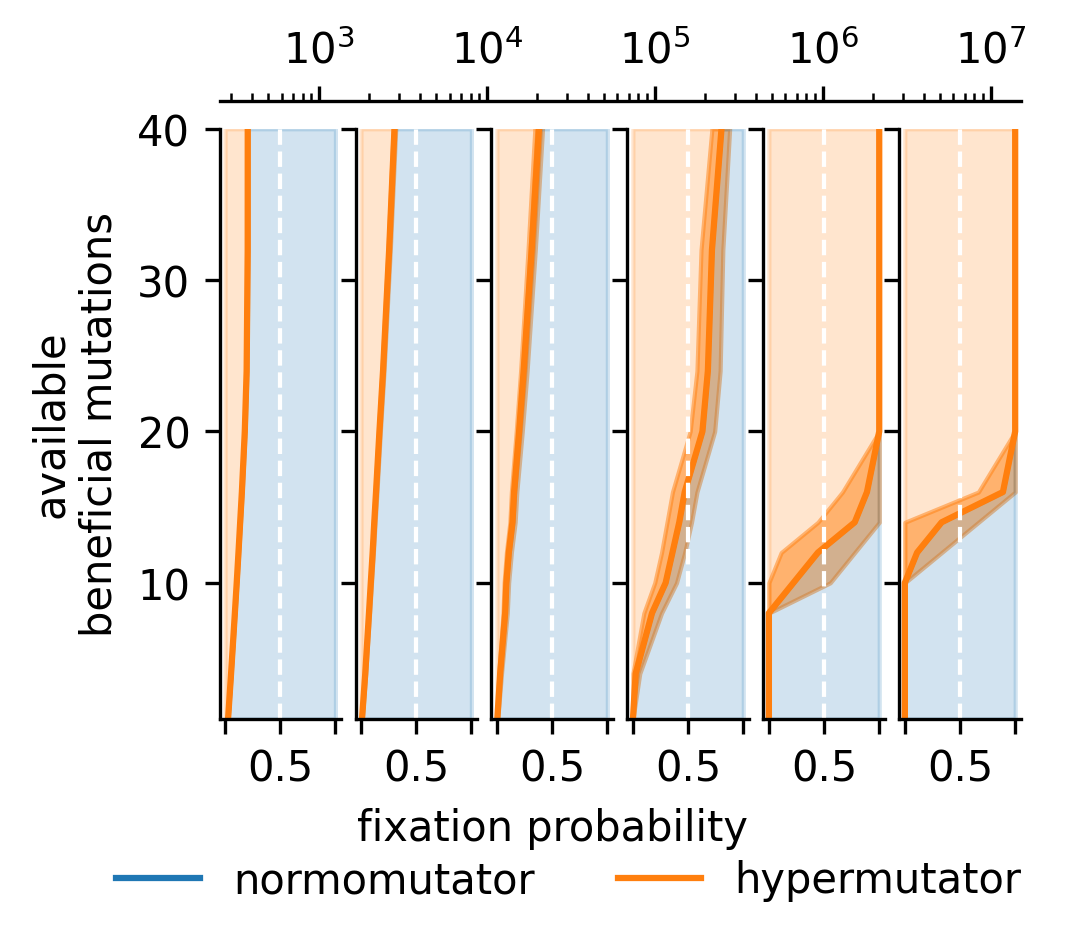 10³ 10⁴ 10⁵ 10⁶ 10⁷
40
30
20
10
available
beneficial mutations
0.5 0.5 0.5 0.5 0.5 0.5
fixation probability
normomutator hypermutator